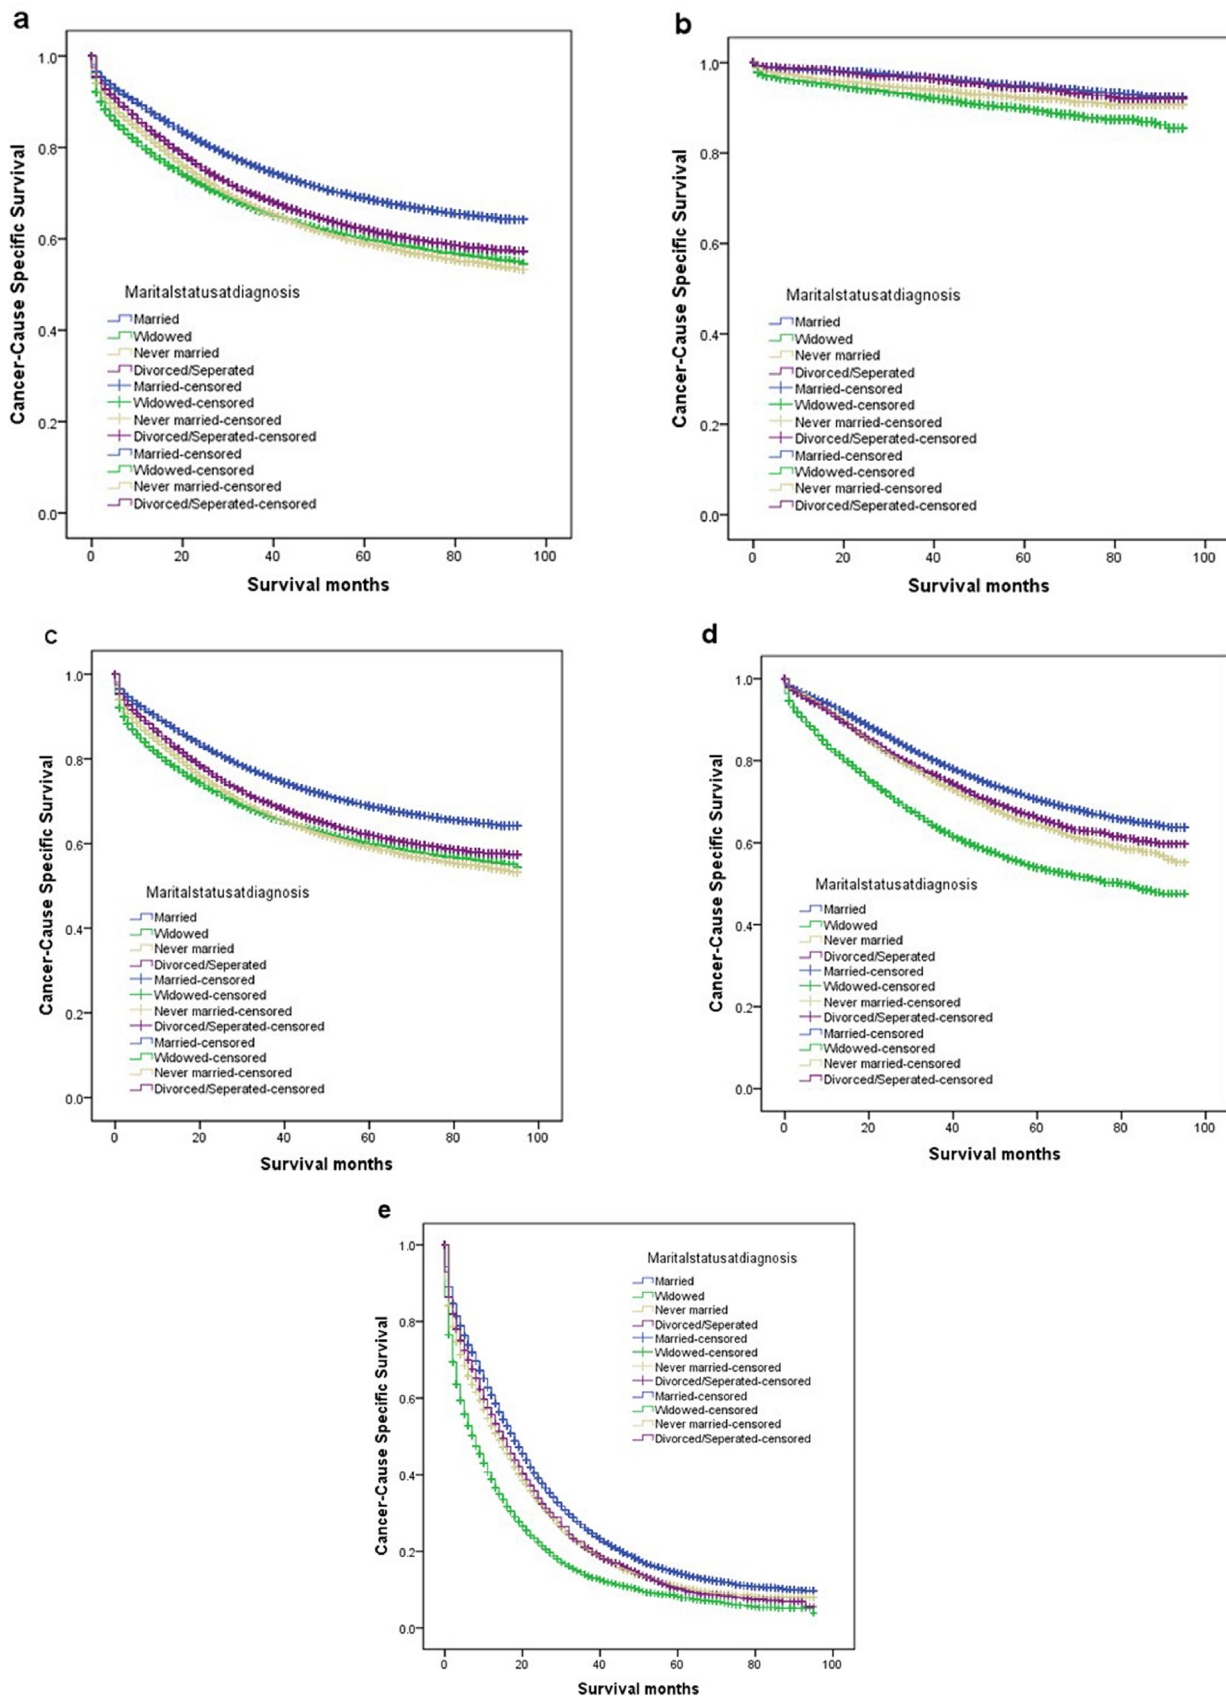 a
Cancer-Cause Specific Survival
1.0
0.8
0.6
0.4
0.2
0.0
Maritalstatusatdiagnosis
Married
Widowed
Never married
Divorced/Seperated
Married-censored
Widowed-censored
Never married-censored
Divorced/Seperated-censored
Married-censored
Widowed-censored
Never married-censored
Divorced/Seperated-censored
0 20 40 60 80 100
Survival months
b
Cancer-Cause Specific Survival
1.0
0.8
0.6
0.4
0.2
0.0
Maritalstatusatdiagnosis
Married
Widowed
Never married
Divorced/Seperated
Married-censored
Widowed-censored
Never married-censored
Divorced/Seperated-censored
Married-censored
Widowed-censored
Never married-censored
Divorced/Seperated-censored
0 20 40 60 80 100
Survival months
c
Cancer-Cause Specific Survival
1.0
0.8
0.6
0.4
0.2
0.0
Maritalstatusatdiagnosis
Married
Widowed
Never married
Divorced/Seperated
Married-censored
Widowed-censored
Never married-censored
Divorced/Seperated-censored
Married-censored
Widowed-censored
Never married-censored
Divorced/Seperated-censored
0 20 40 60 80 100
Survival months
d
Cancer-Cause Specific Survival
1.0
0.8
0.6
0.4
0.2
0.0
Maritalstatusatdiagnosis
Married
Widowed
Never married
Divorced/Seperated
Married-censored
Widowed-censored
Never married-censored
Divorced/Seperated-censored
Married-censored
Widowed-censored
Never married-censored
Divorced/Seperated-censored
0 20 40 60 80 100
Survival months
e
Cancer-Cause Specific Survival
1.0
0.8
0.6
0.4
0.2
0.0
Maritalstatusatdiagnosis
Married
Widowed
Never married
Divorced/Seperated
Married-censored
Widowed-censored
Never married-censored
Divorced/Seperated-censored
Married-censored
Widowed-censored
Never married-censored
Divorced/Seperated-censored
0 20 40 60 80 100
Survival months